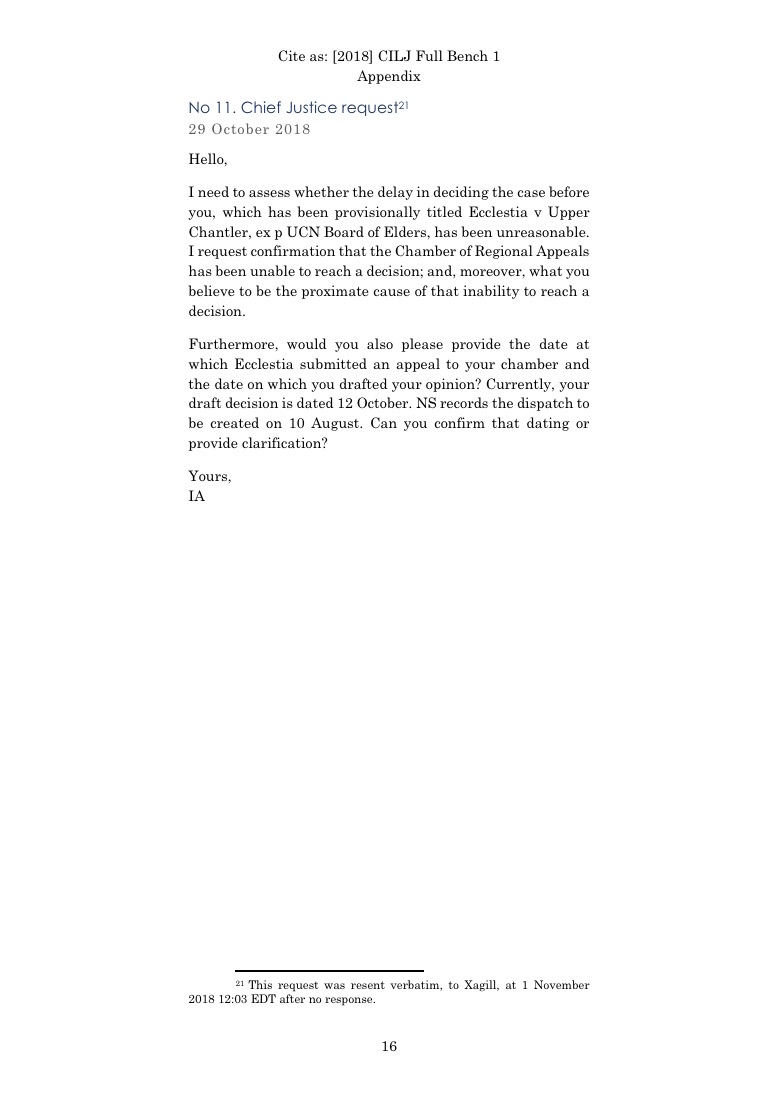 Cite as: [2018] CILJ Full Bench 1
Appendix
No 11. Chief Justice request21
29 October 2018
Hello,
I need to assess whether the delay in deciding the case before
you, which has been provisionally titled Ecclestia v Upper
Chantler, ex p UCN Board of Elders, has been unreasonable.
I request confirmation that the Chamber of Regional Appeals
has been unable to reach a decision; and, moreover, what you
believe to be the proximate cause of that inability to reach a
decision.
Furthermore, would you also please provide the date at
which Ecclestia submitted an appeal to your chamber and
the date on which you drafted your opinion? Currently, your
draft decision is dated 12 October. NS records the dispatch to
be created on 10 August. Can you confirm that dating or
provide clarification?
Yours,
IA
21 This request was resent verbatim, to Xagill, at 1 November
2018 12:03 EDT after no response.
16